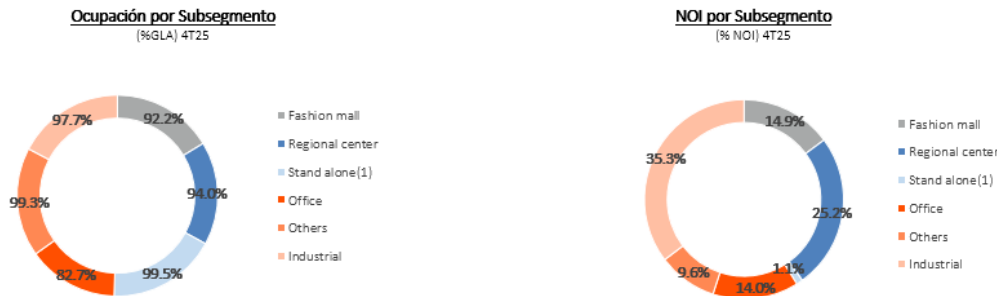 Ocupación por Subsegmento
(%GLA) 4T25
97.7%
92.2%
99.3%
94.0%
82.7%
99.5%
Fashion mall
Regional center
Stand alone(1)
Office
Others
Industrial
NOI por Subsegmento
(% NOI) 4T25
14.9%
35.3%
25.2%
9.6%
1.1%
14.0%
Fashion mall
Regional center
Stand alone(1)
Office
Others
Industrial